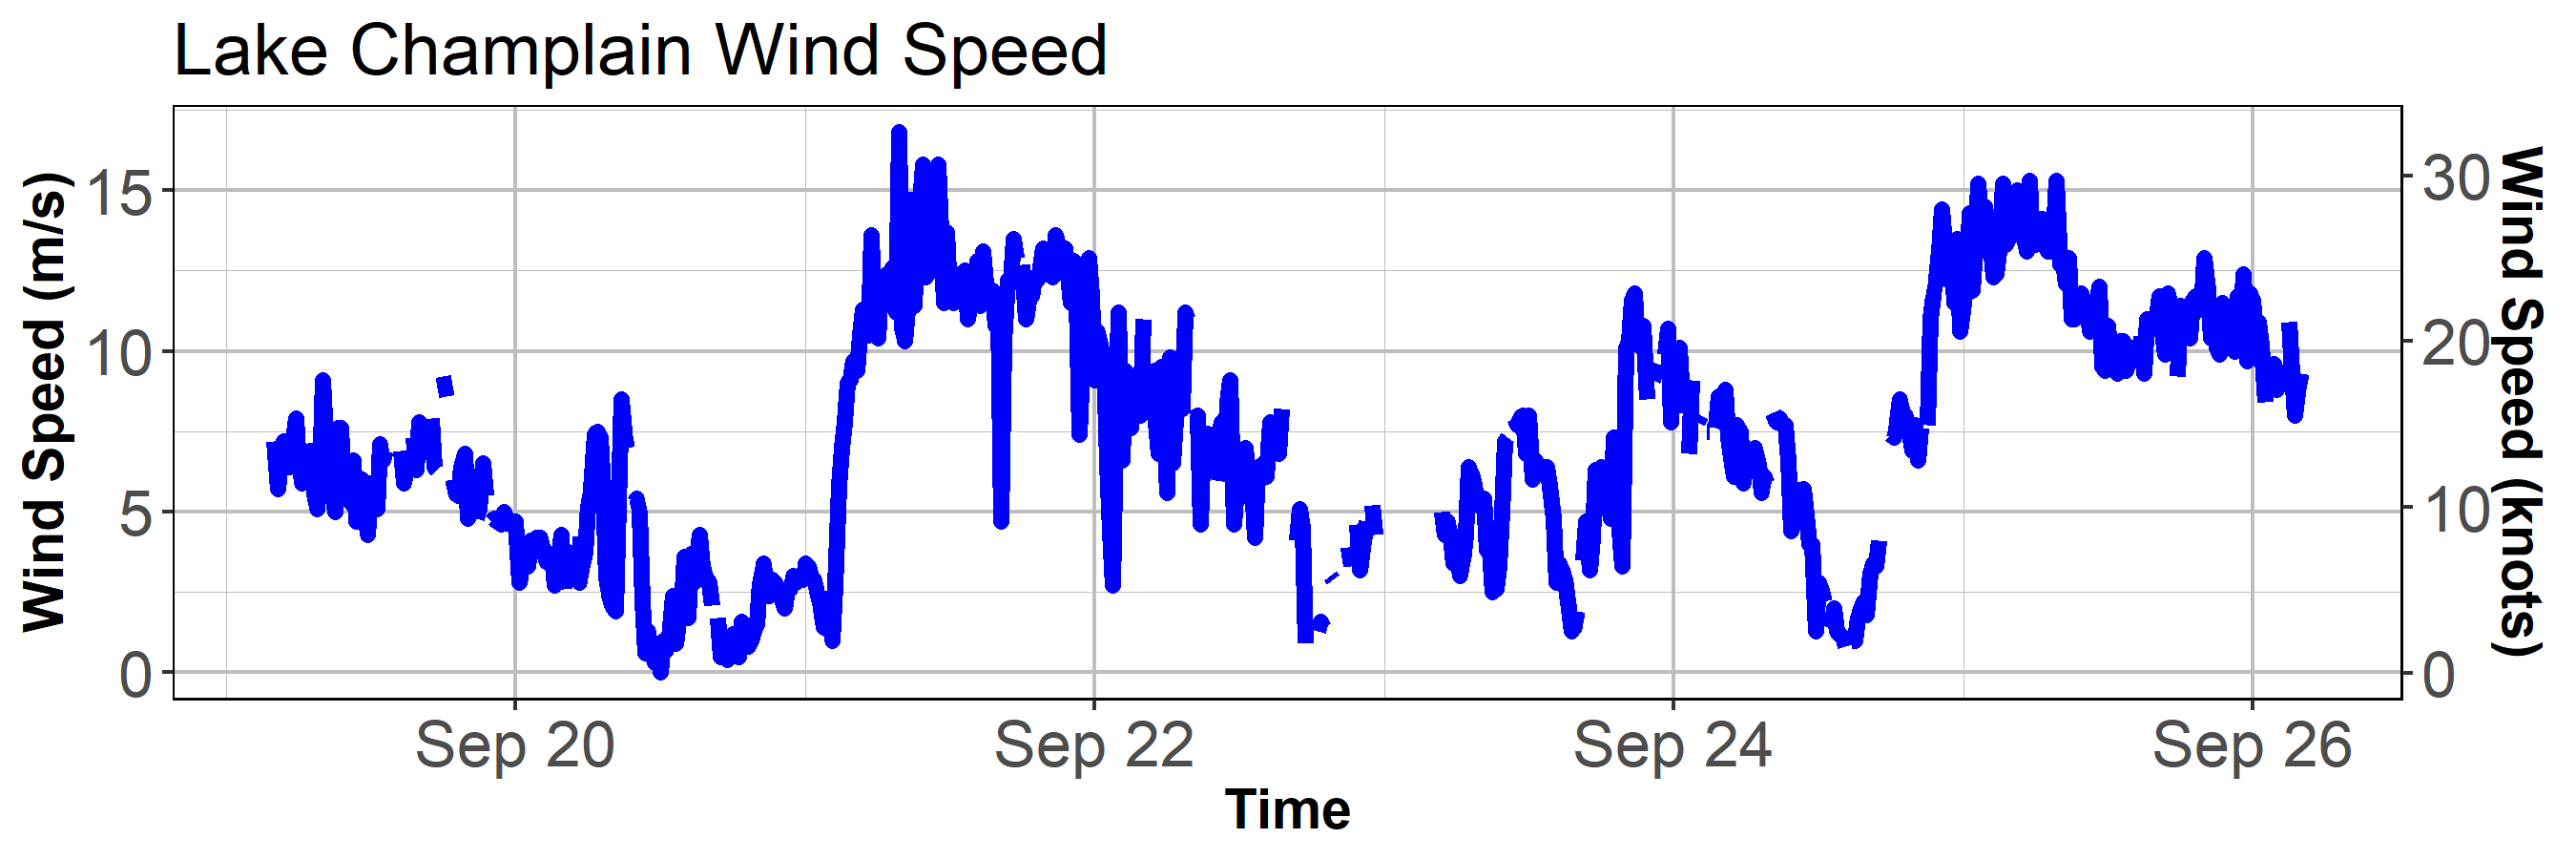 Lake Champlain Wind Speed
Wind Speed (m/s)
15
10
5
0
30
20
10
0
Wind Speed (knots)
Sep 20
Sep 22
Sep 24
Sep 26
Time